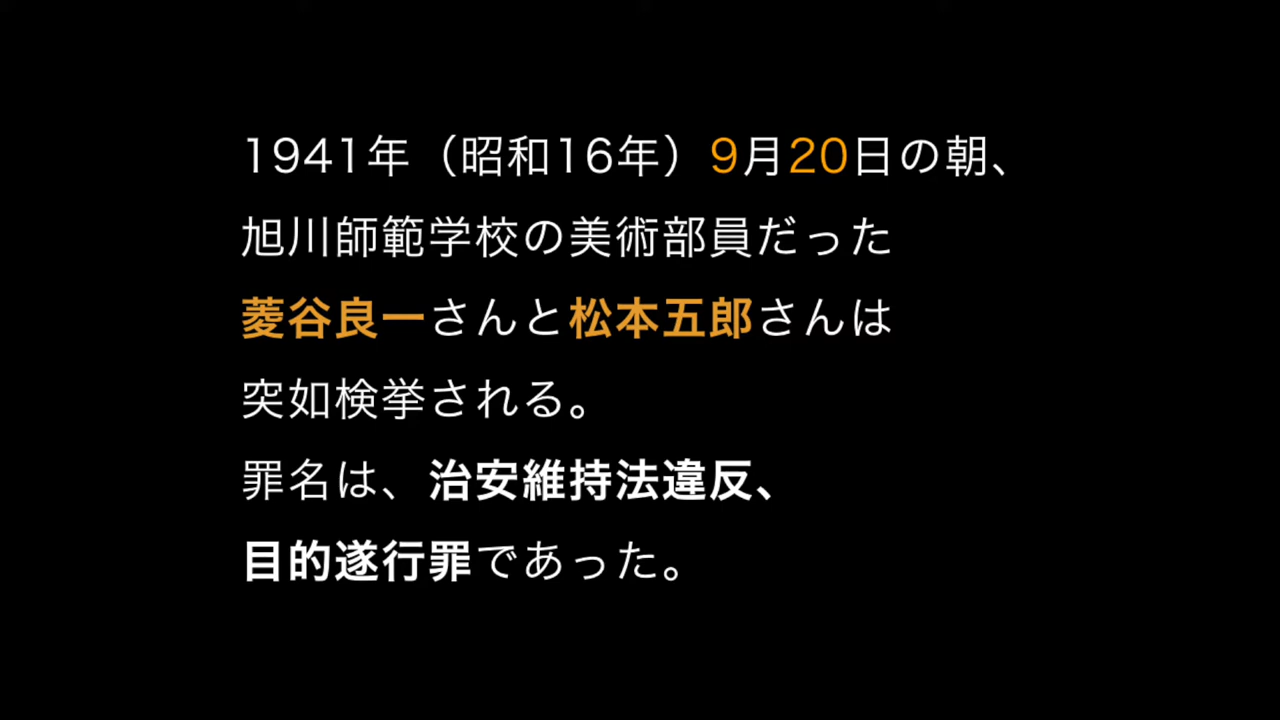 1941年（昭和16年）9月20日の朝、
旭川師範学校の美術部員だった
菱谷良一さんと松本五郎さんは
突如検挙される。
罪名は、治安維持法違反、
目的遂行罪であった。